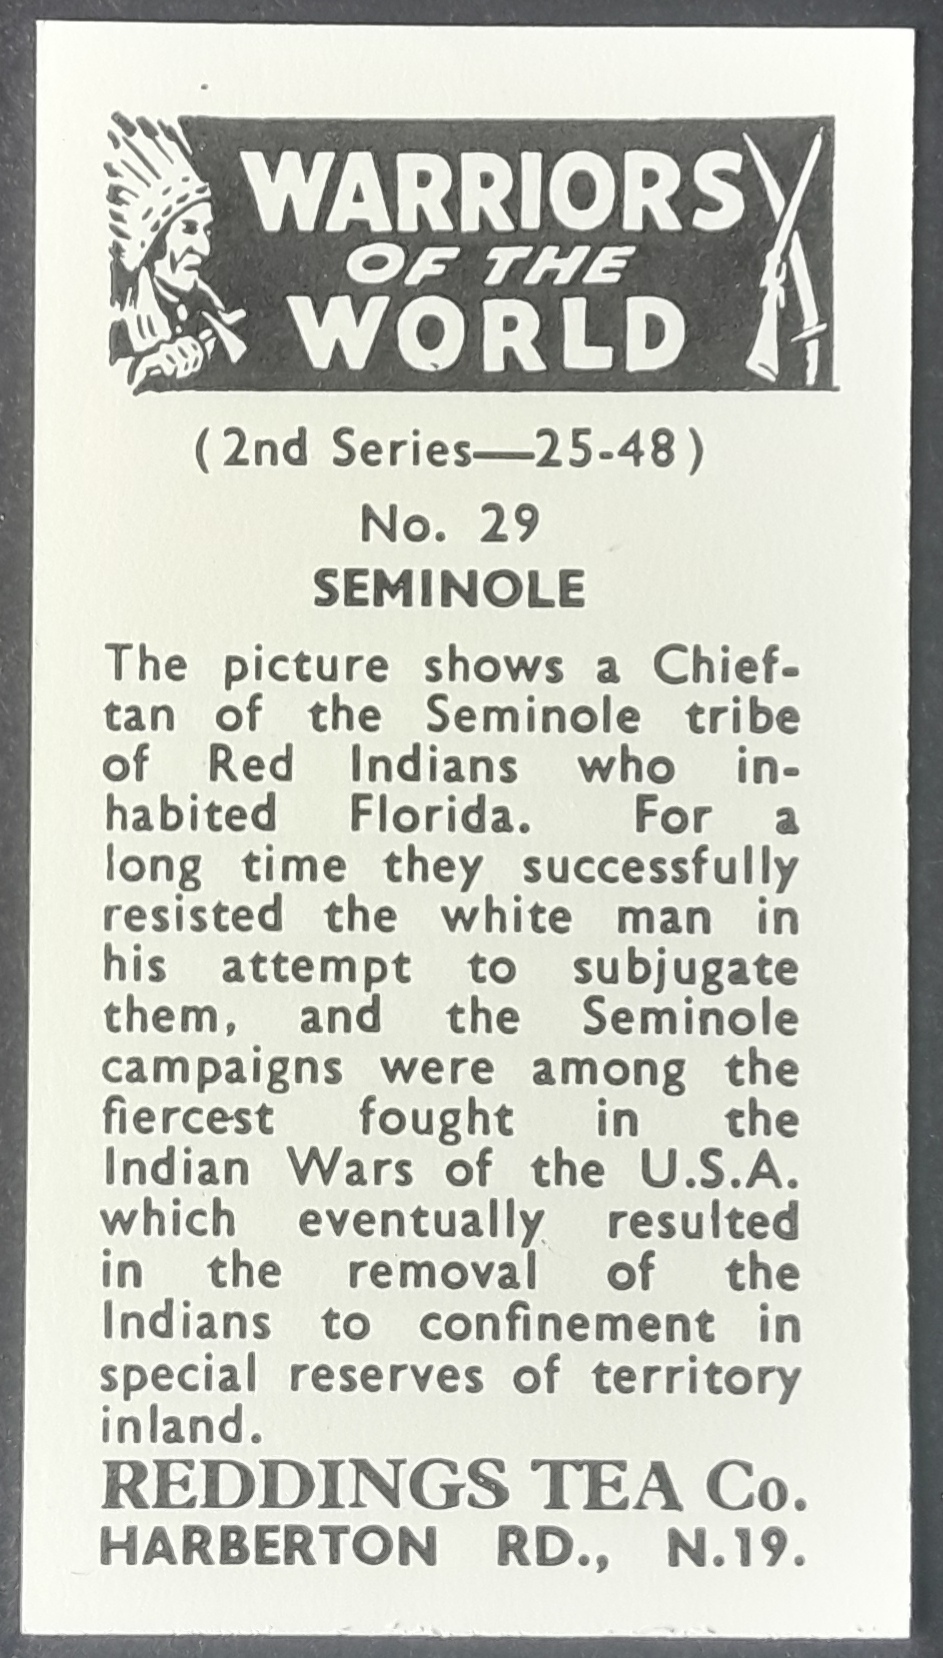 WARRIORS
OF THE
WORLD
(2nd Series—25-48)
No. 29
SEMINOLE
The picture shows a Chief-
tan of the Seminole tribe
of Red Indians who in-
habited Florida. For a
long time they successfully
resisted the white man in
his attempt to subjugate
them, and the Seminole
campaigns were among the
fiercest fought in the
Indian Wars of the U.S.A.
which eventually resulted
in the removal of the
Indians to confinement in
special reserves of territory
inland.
REDDINGS TEA Co.
HARBERTON RD., N.19.